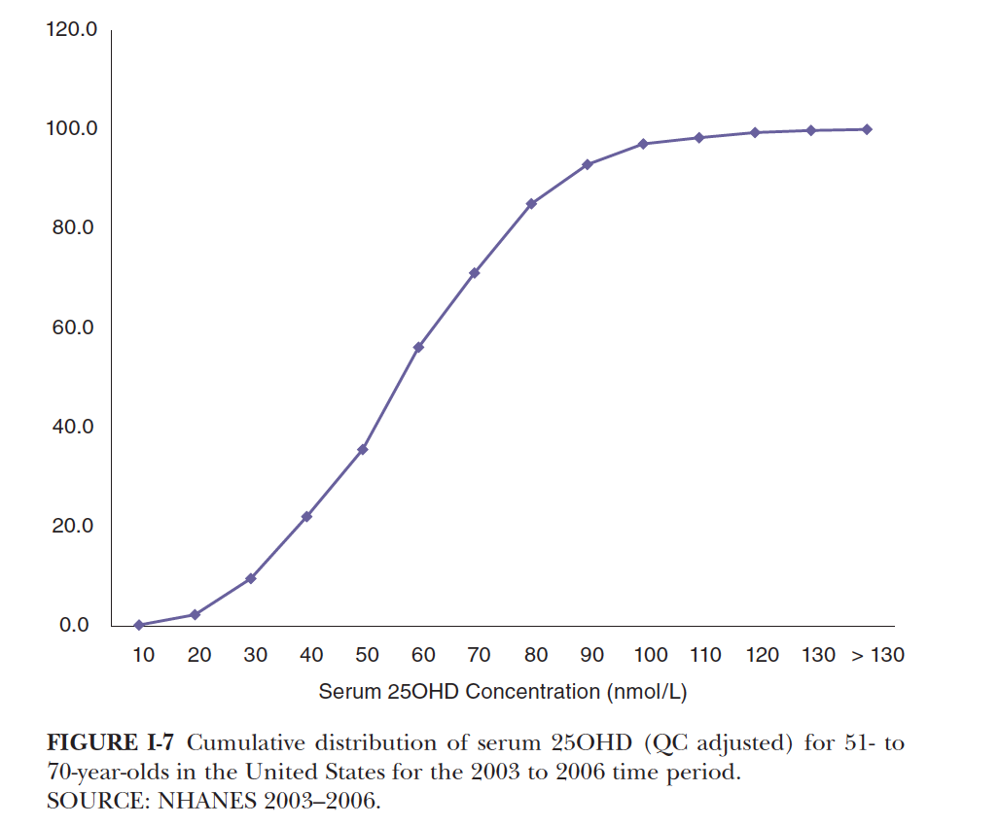 120.0
100.0
80.0
60.0
40.0
20.0
0.0
10 20 30 40 50 60 70 80 90 100 110 120 130 > 130
Serum 25OHD Concentration (nmol/L)
FIGURE I-7 Cumulative distribution of serum 25OHD (QC adjusted) for 51- to
70-year-olds in the United States for the 2003 to 2006 time period.
SOURCE: NHANES 2003–2006.